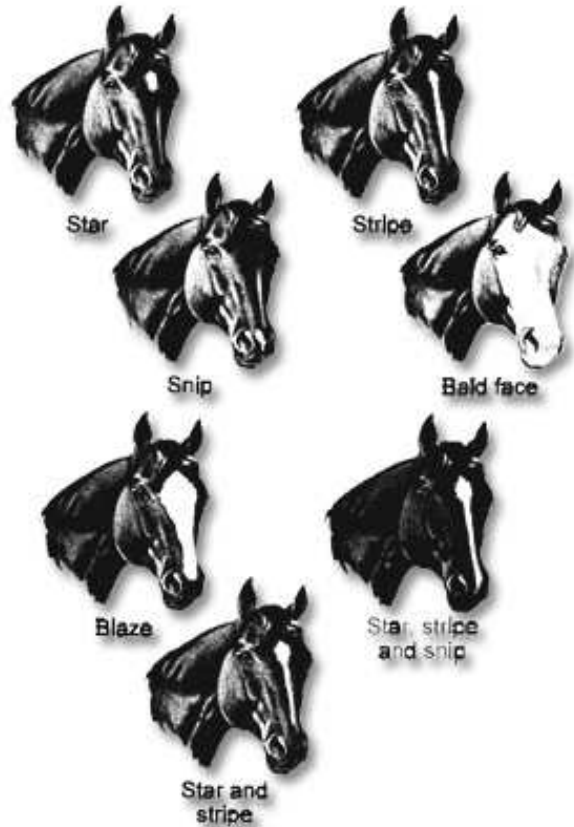 Star
Stripe
Snip
Bald face
Blaze
Star, stripe
and snip
Star and
stripe